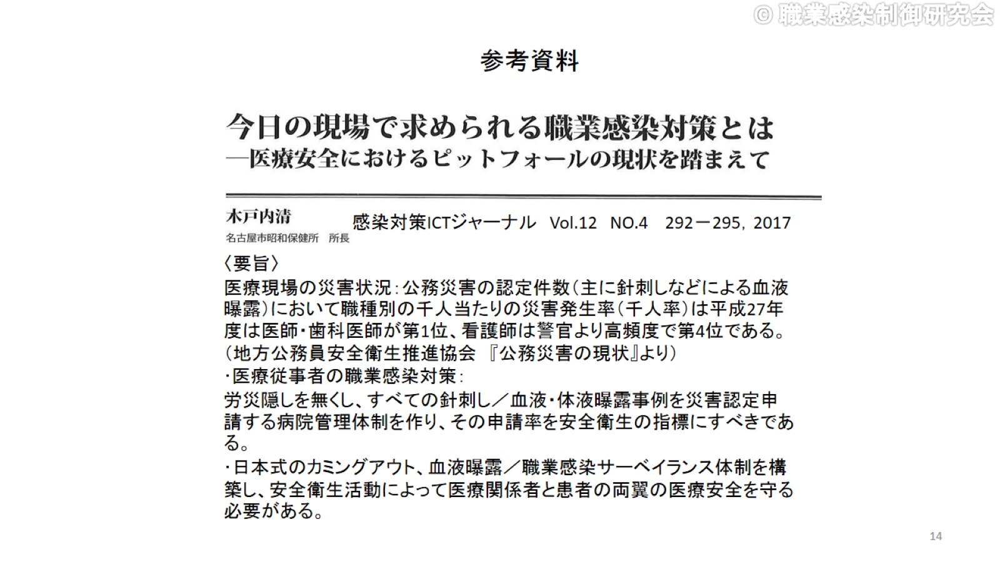 © 職業感染制御研究会
参考資料
今日の現場で求められる職業感染対策とは
―医療安全におけるピットフォールの現状を踏まえて
木戸内清
感染対策ICTジャーナル Vol.12 NO.4 292－295, 2017
名古屋市昭和保健所 所長
〈要旨〉
医療現場の災害状況：公務災害の認定件数（主に針刺しなどによる血液
曝露）において職種別の千人当たりの災害発生率（千人率）は平成27年
度は医師・歯科医師が第1位、看護師は警官より高頻度で第4位である。
（地方公務員安全衛生推進協会 『公務災害の現状』より）
・医療従事者の職業感染対策：
労災隠しを無くし、すべての針刺し／血液・体液曝露事例を災害認定申
請する病院管理体制を作り、その申請率を安全衛生の指標にすべきであ
る。
・日本式のカミングアウト、血液曝露／職業感染サーベイランス体制を構
築し、安全衛生活動によって医療関係者と患者の両翼の医療安全を守る
必要がある。
14